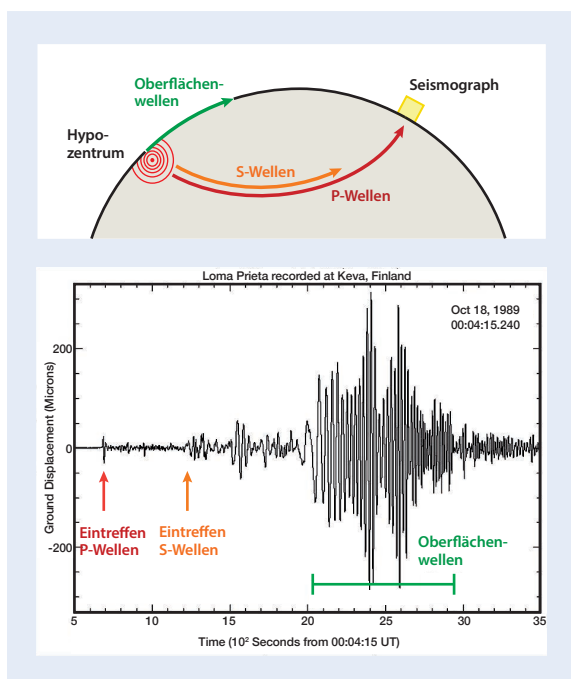 Oberflächen-
wellen
Seismograph
Hypo-
zentrum
S-Wellen
P-Wellen
Loma Prieta recorded at Keva, Finland
Oct 18, 1989
00:04:15.240
Ground Displacement (Microns)
200
0
-200
Eintreffen
P-Wellen
Eintreffen
S-Wellen
Oberflächen-
wellen
5 10 15 20 25 30 35
Time (10² Seconds from 00:04:15 UT)